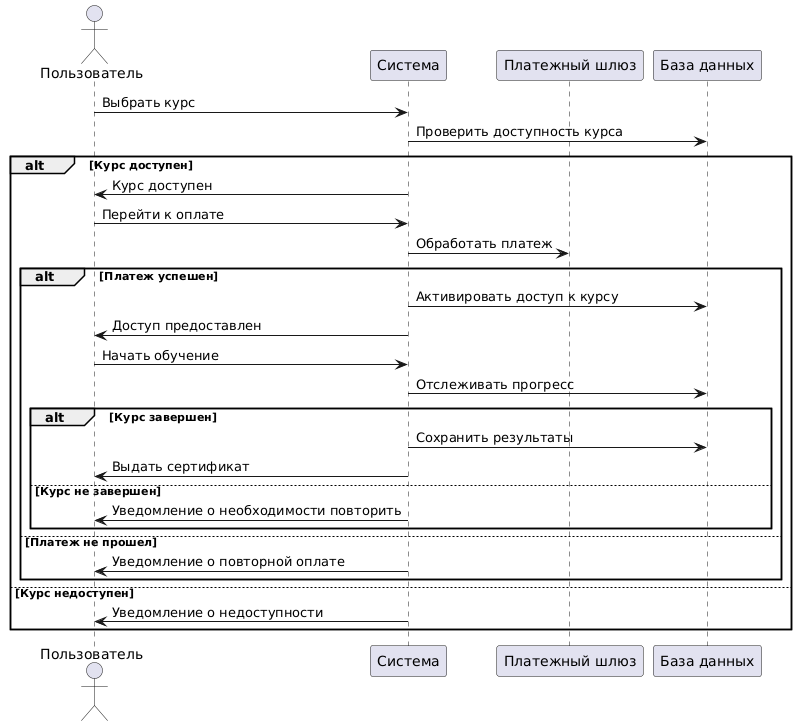 Пользователь
Система
Платежный шлюз
База данных
Выбрать курс
Проверить доступность курса
alt [Курс доступен]
Курс доступен
Перейти к оплате
Обработать платеж
alt [Платеж успешен]
Активировать доступ к курсу
Доступ предоставлен
Начать обучение
Отслеживать прогресс
alt [Курс завершен]
Сохранить результаты
Выдать сертификат
[Курс не завершен]
Уведомление о необходимости повторить
[Платеж не прошел]
Уведомление о повторной оплате
[Курс недоступен]
Уведомление о недоступности
Пользователь
Система
Платежный шлюз
База данных